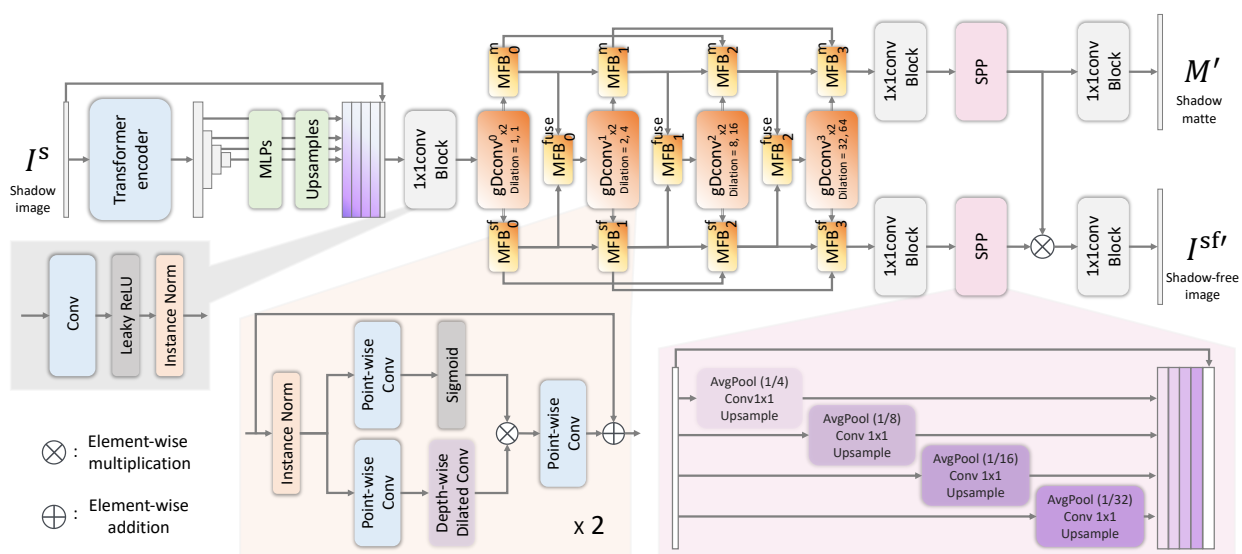 I^s
Shadow
image
Transformer
encoder
MLPs
Upsamples
1x1conv
Block
MFB^m_0
MFB^m_1
MFB^m_2
MFB^m_3
gDconv^0 x2
Dilation = 1, 1
MFB^fuse_0
gDconv^1 x2
Dilation = 2, 4
MFB^fuse_1
gDconv^2 x2
Dilation = 8, 16
MFB^fuse_2
gDconv^3 x2
Dilation = 32, 64
MFB^sf_0
MFB^sf_1
MFB^sf_2
MFB^sf_3
1x1conv
Block
SPP
1x1conv
Block
M′
Shadow
matte
1x1conv
Block
SPP
1x1conv
Block
I^sf′
Shadow-free
image
Conv
Leaky ReLU
Instance Norm
: Element-wise
multiplication
: Element-wise
addition
Instance Norm
Point-wise
Conv
Sigmoid
Point-wise
Conv
Depth-wise
Dilated Conv
Point-wise
Conv
x 2
AvgPool (1/4)
Conv1x1
Upsample
AvgPool (1/8)
Conv 1x1
Upsample
AvgPool (1/16)
Conv 1x1
Upsample
AvgPool (1/32)
Conv 1x1
Upsample